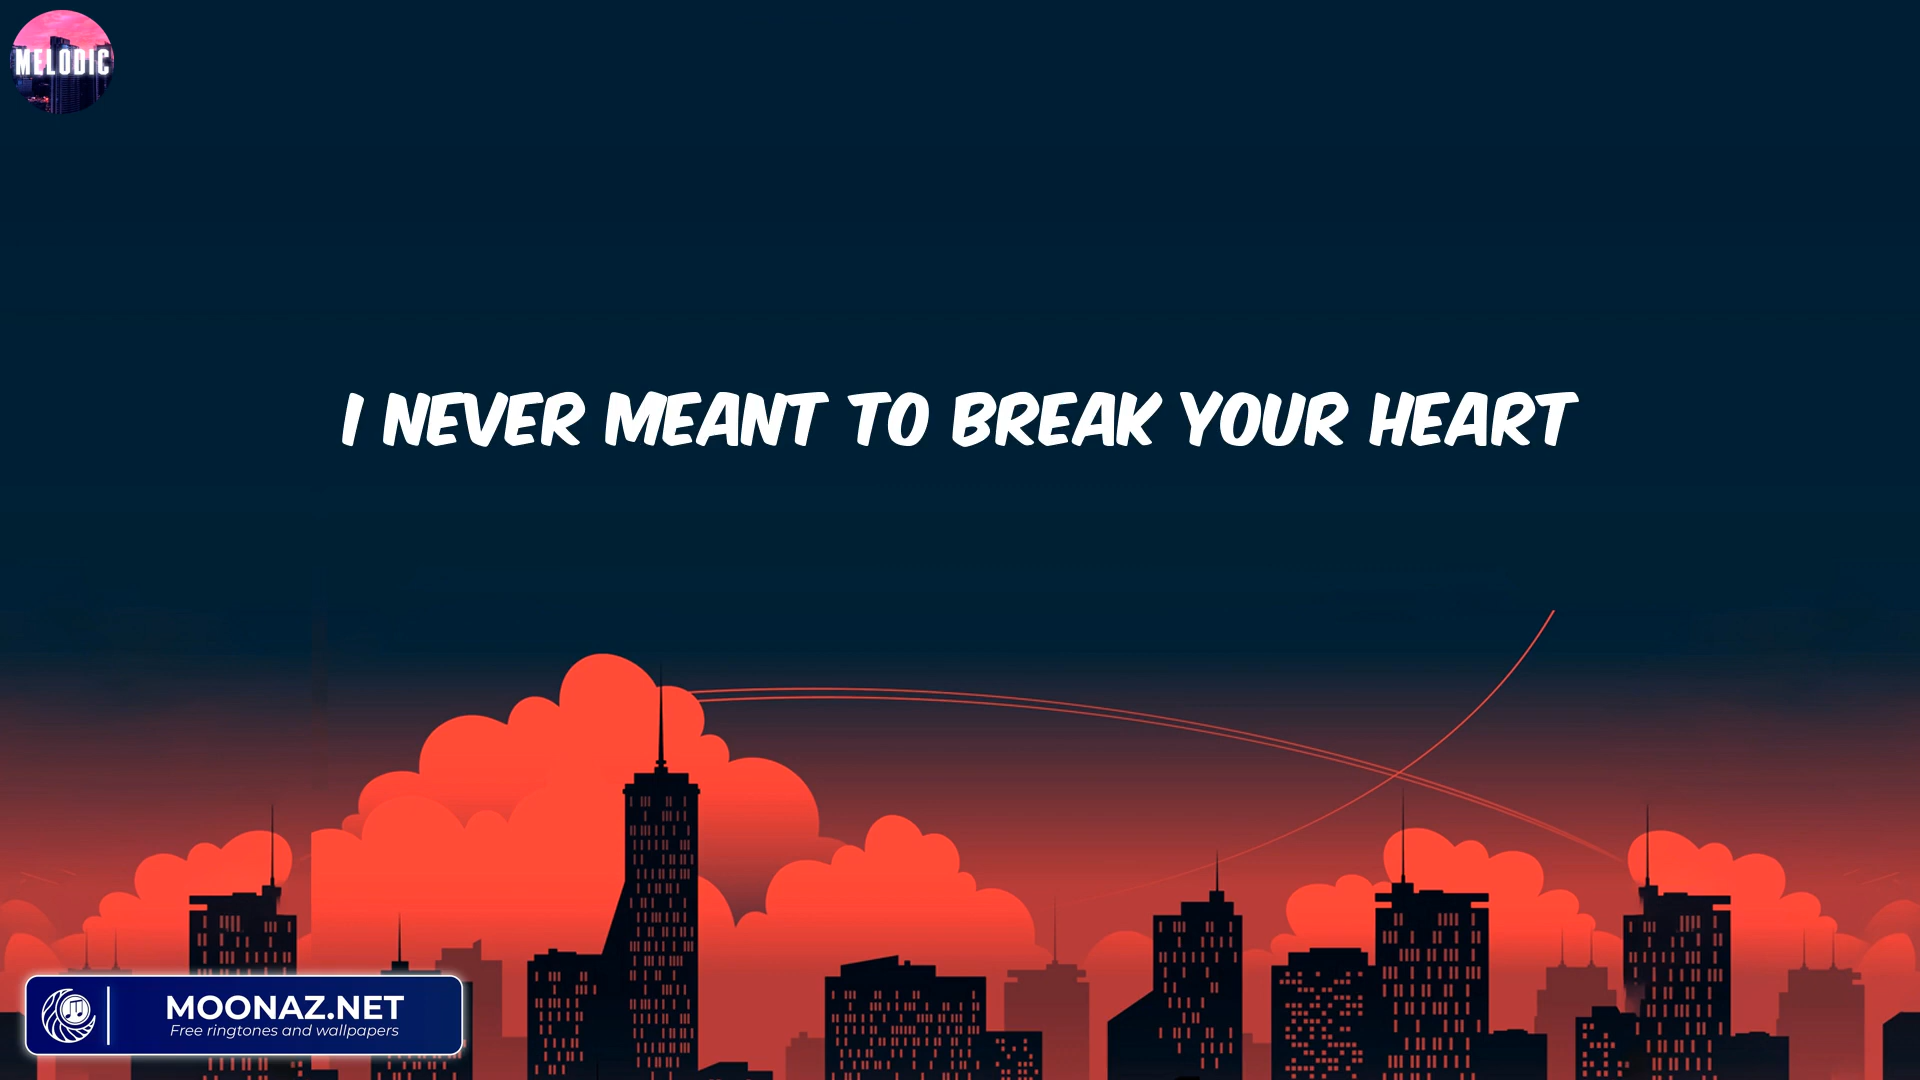 MELODIC
I NEVER MEANT TO BREAK YOUR HEART
MOONAZ.NET
Free ringtones and wallpapers